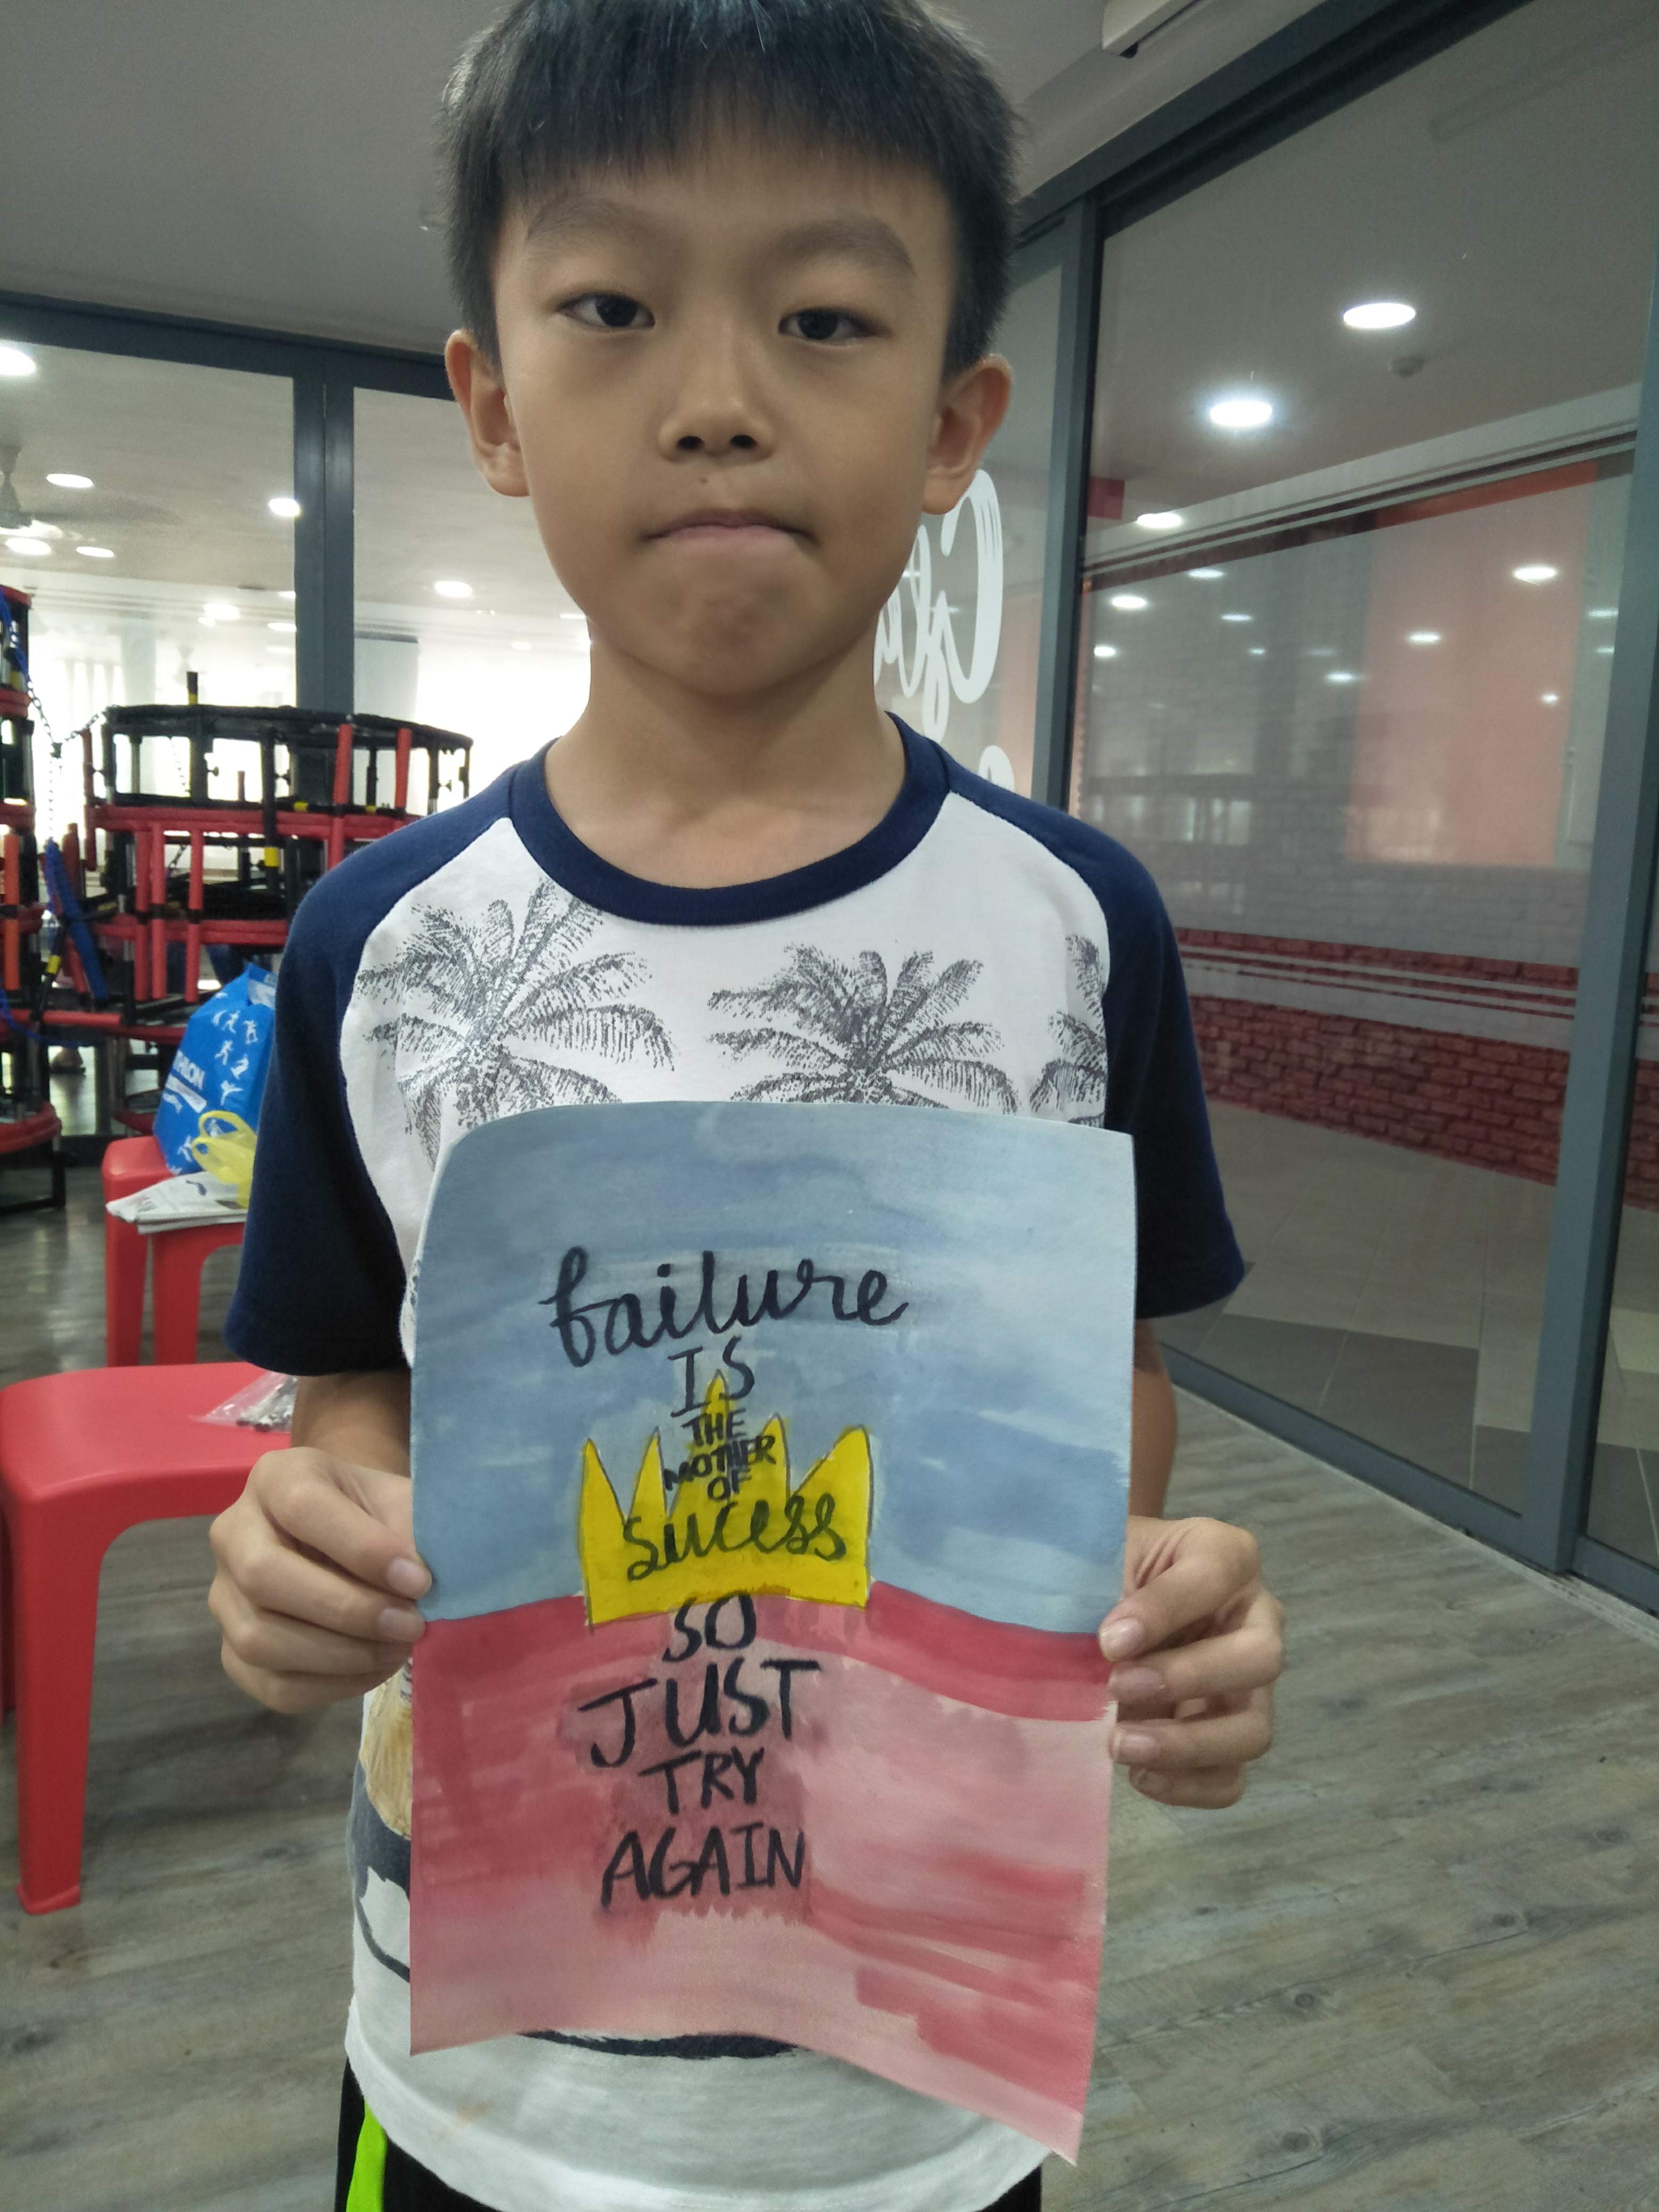 failure
IS
THE
MOTHER
OF
sucess
SO
JUST
TRY
AGAIN